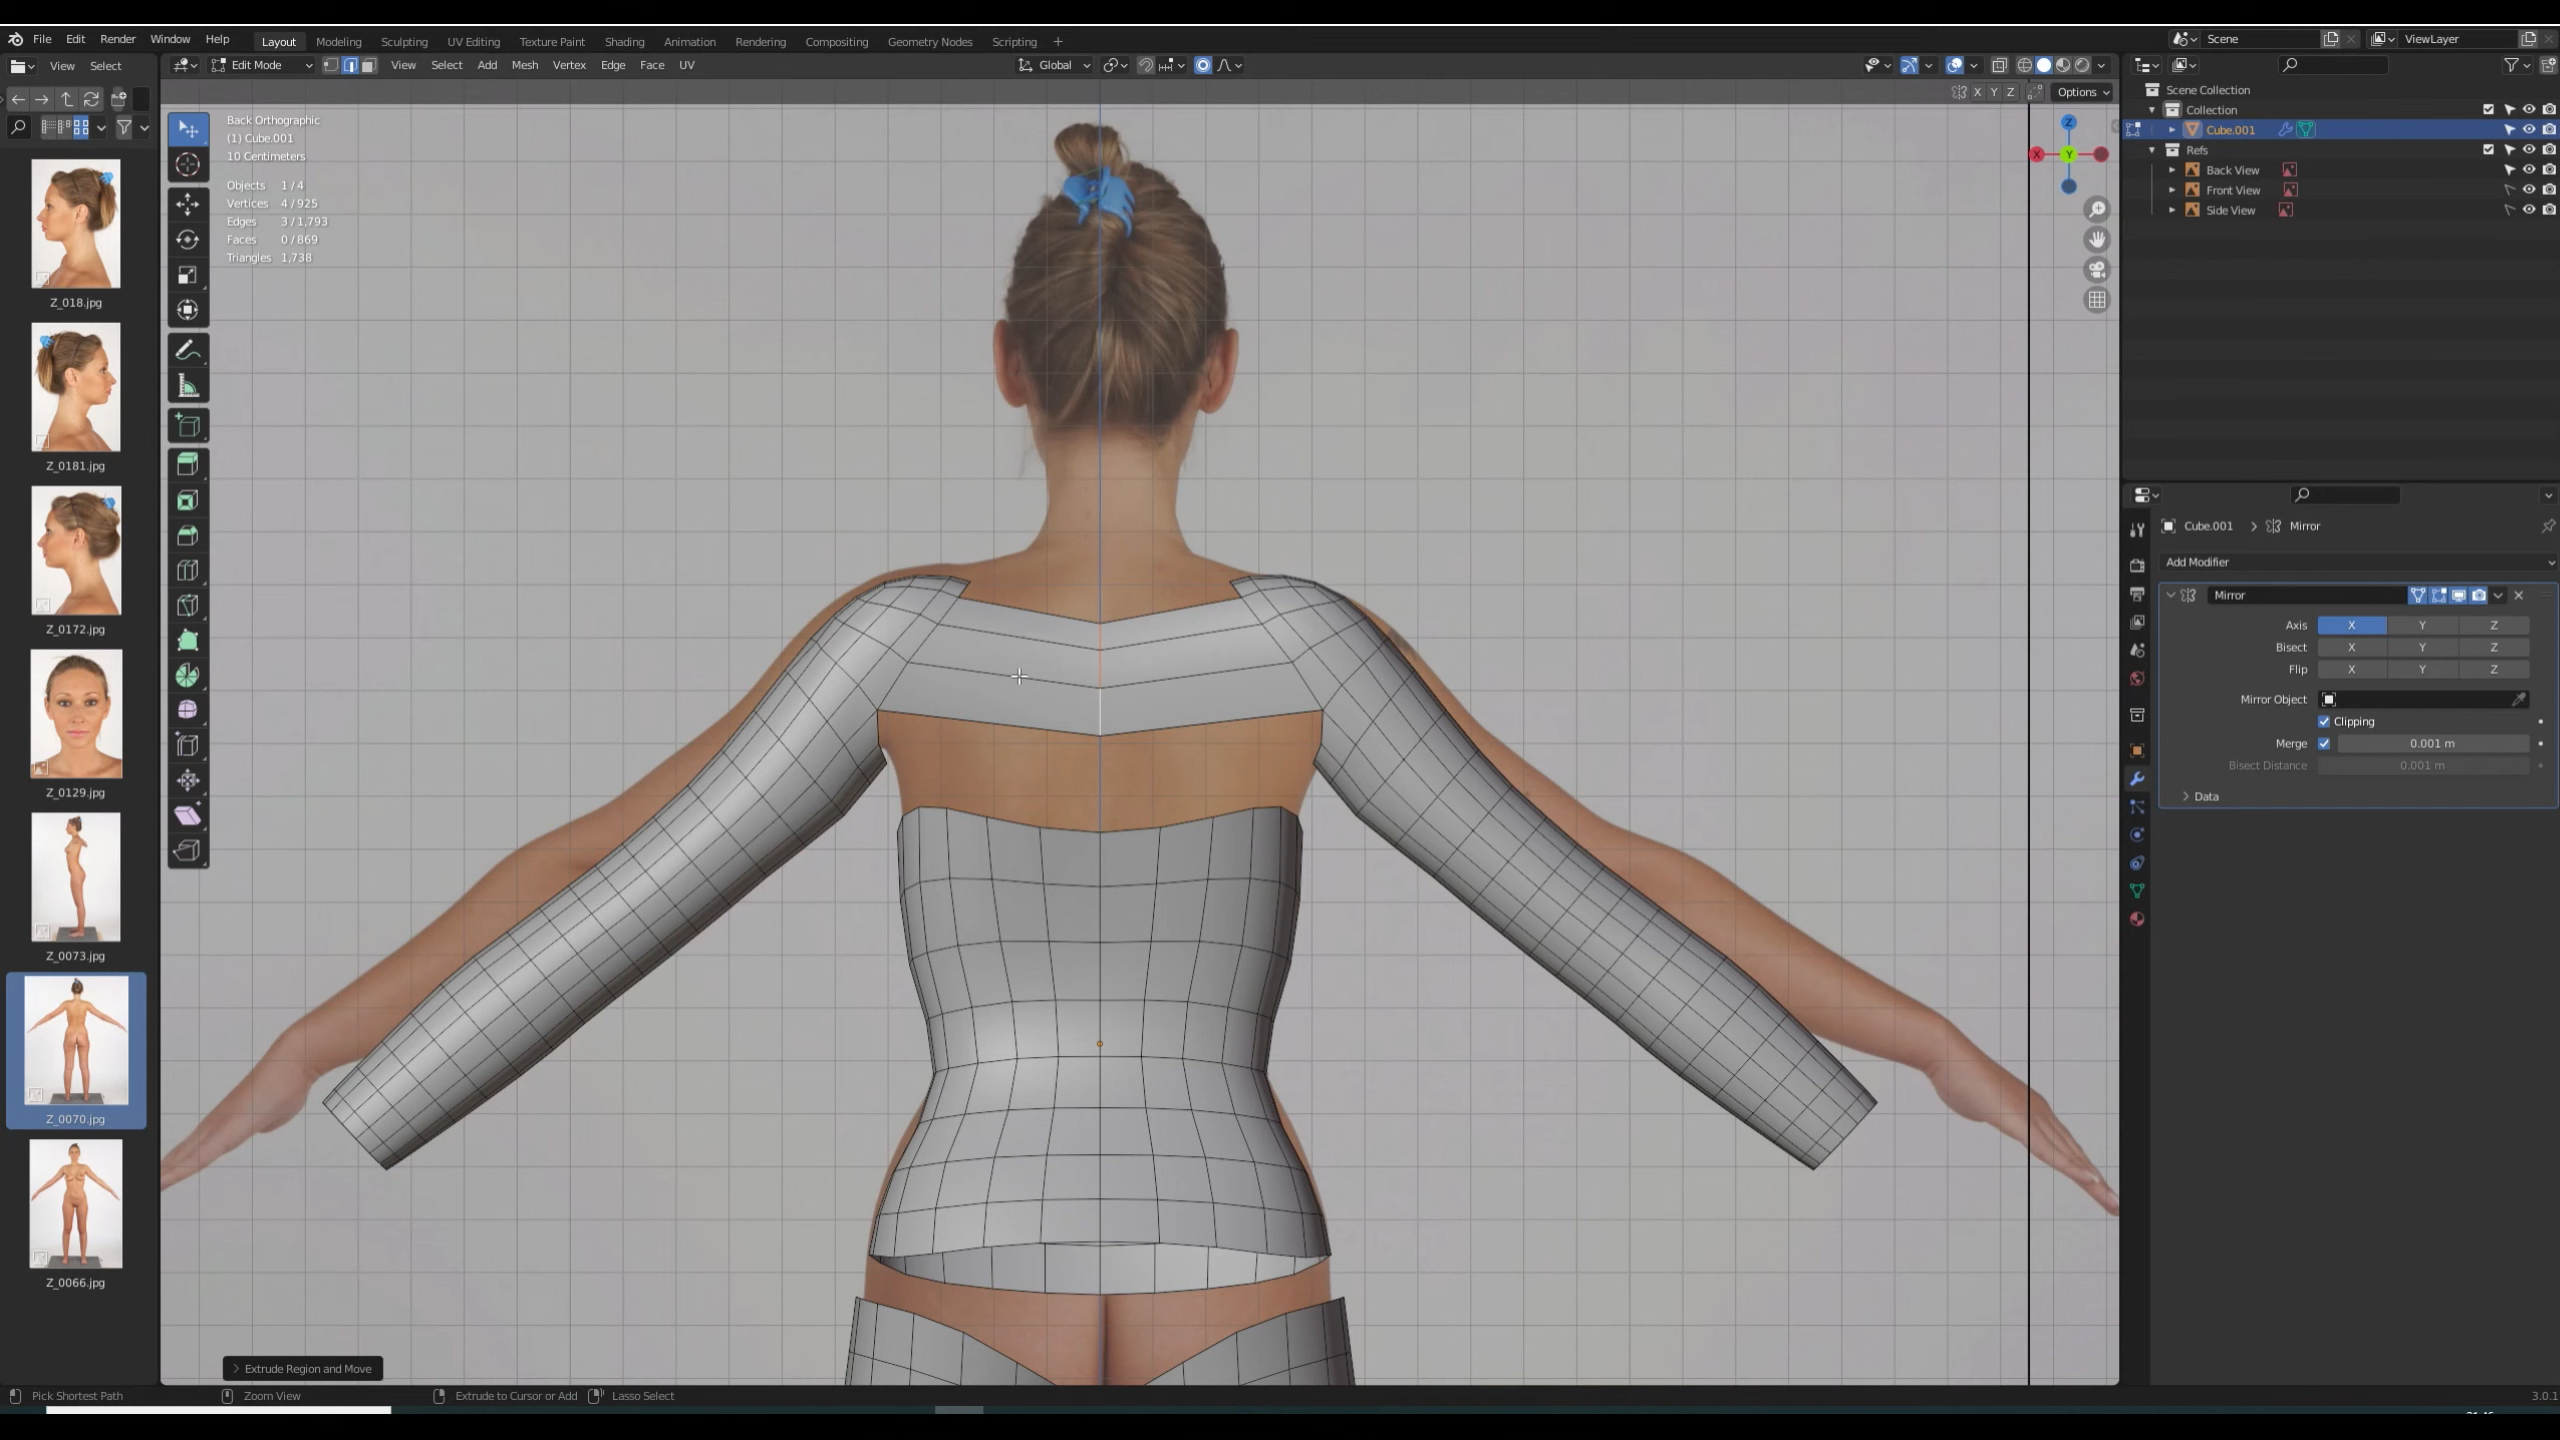 File Edit Render Window Help Layout Modeling Sculpting UV Editing Texture Paint Shading Animation Rendering Compositing Geometry Nodes Scripting Scene ViewLayer
View Select Edit Mode View Select Add Mesh Vertex Edge Face UV Global
X Y Z Options
Scene Collection
Collection
Cube.001
Refs
Back View
Front View
Side View
Back Orthographic
(1) Cube.001
10 Centimeters
Objects 1 / 4
Vertices 4 / 925
Edges 3 / 1,793
Faces 0 / 869
Triangles 1,738
Z
X Y
Z_018.jpg
Z_0181.jpg
Z_0172.jpg
Z_0129.jpg
Z_0073.jpg
Z_0070.jpg
Z_0066.jpg
Cube.001 > Mirror
Add Modifier
Mirror
Axis X Y Z
Bisect X Y Z
Flip X Y Z
Mirror Object
Clipping
Merge 0.001 m
Bisect Distance 0.001 m
> Data
> Extrude Region and Move
Pick Shortest Path Zoom View Extrude to Cursor or Add Lasso Select 3.0.1